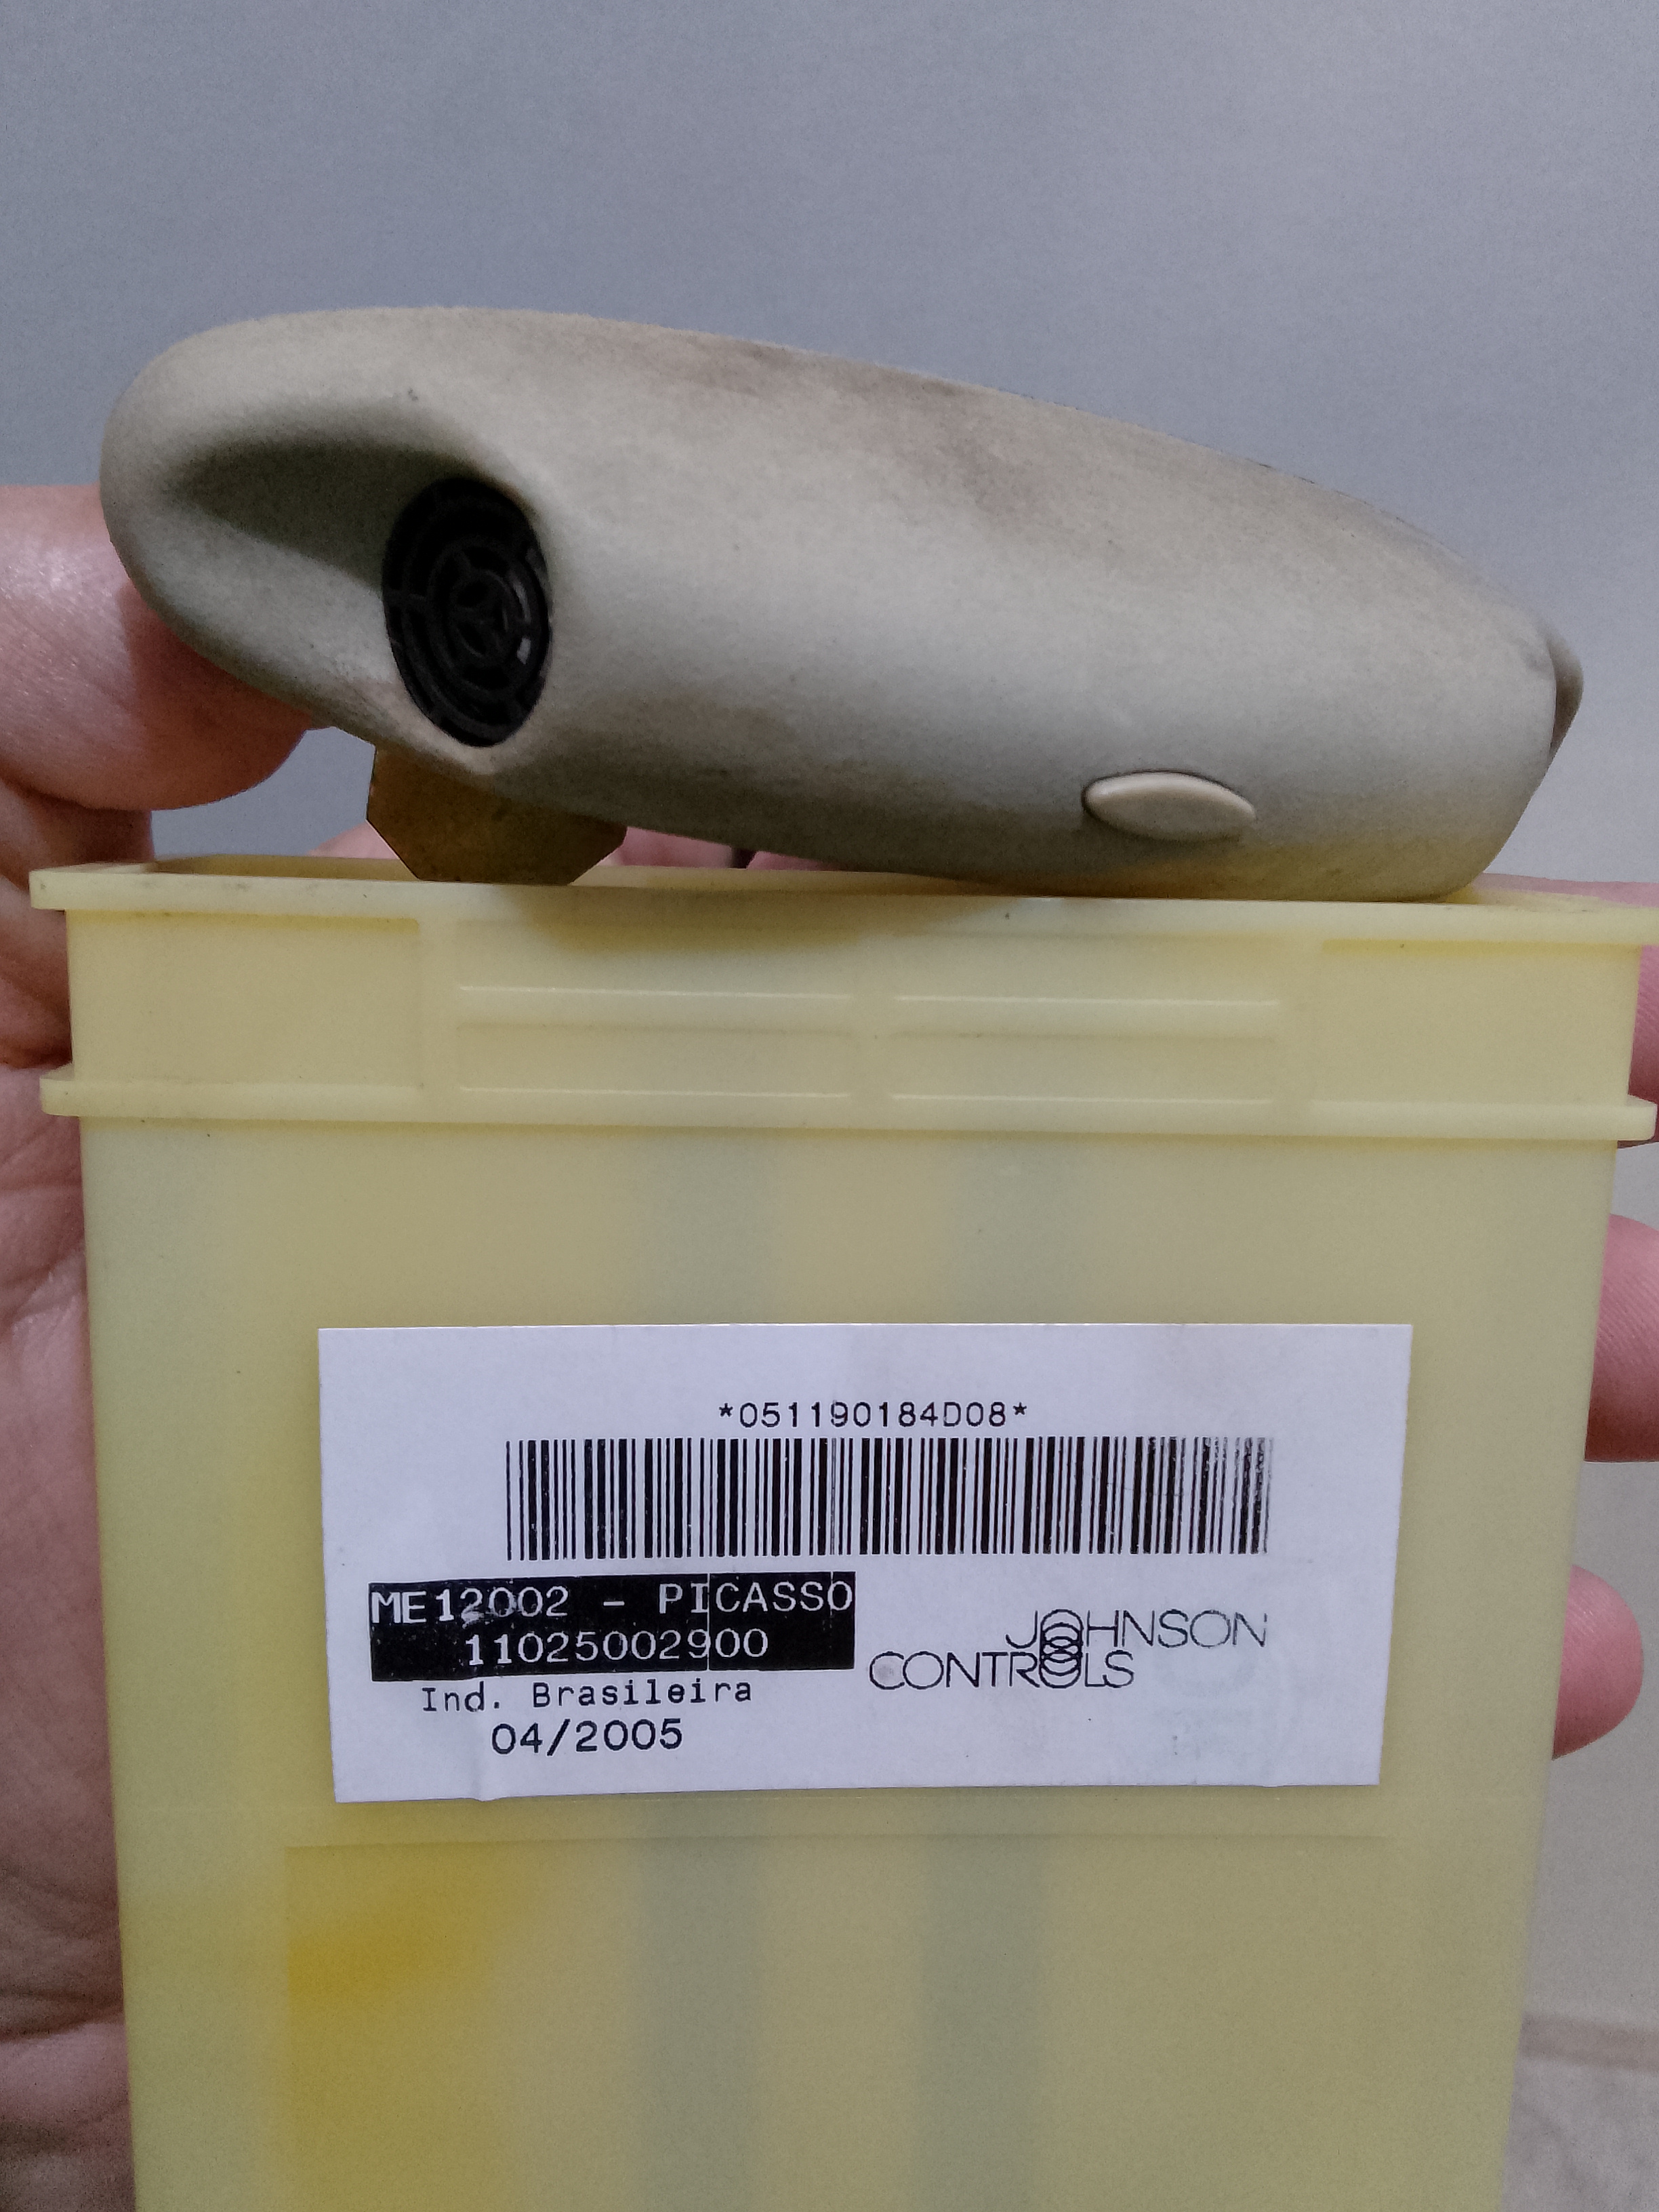 *051190184D08*
ME12002 - PICASSO
11025002900
Ind. Brasileira
04/2005
JOHNSON
CONTROLS